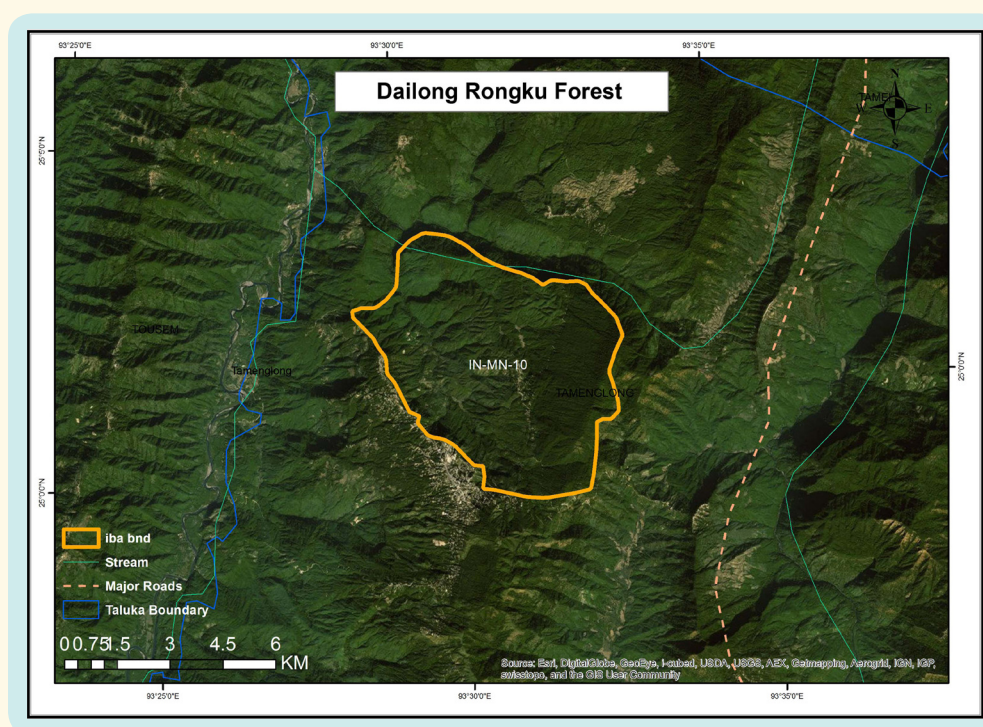 93°25'0"E 93°30'0"E 93°35'0"E
Dailong Rongku Forest
N
W E
S
TAMEI
25°5'0"N
TOUSEM
Tamenglong
IN-MN-10
TAMENGLONG
25°0'0"N
25°0'0"N
iba bnd
Stream
Major Roads
Taluka Boundary
0 0.75 1.5 3 4.5 6
KM
Source: Esri, DigitalGlobe, GeoEye, i-cubed, USDA, USGS, AEX, Getmapping, Aerogrid, IGN, IGP,
swisstopo, and the GIS User Community
93°25'0"E 93°30'0"E 93°35'0"E